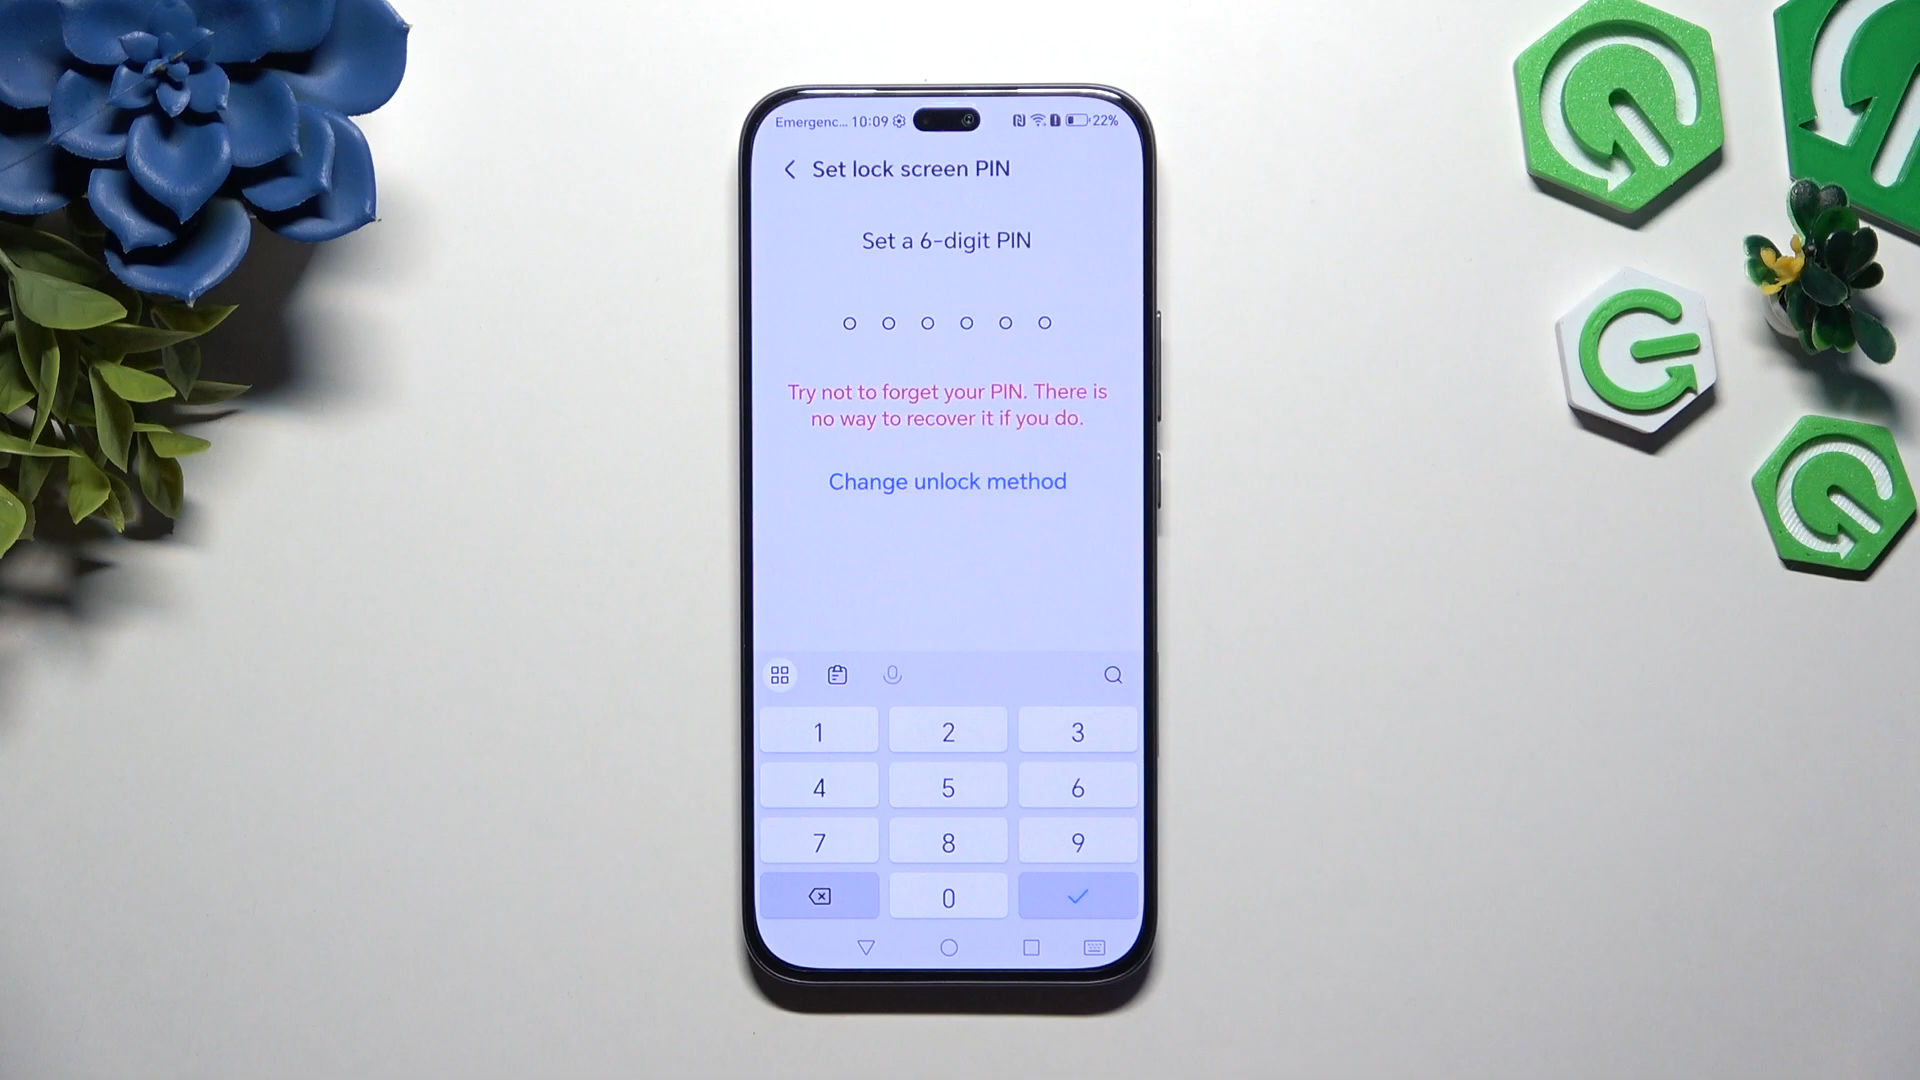 Emergenc... 10:09 22%
Set lock screen PIN
Set a 6-digit PIN
Try not to forget your PIN. There is
no way to recover it if you do.
Change unlock method
1 2 3
4 5 6
7 8 9
0